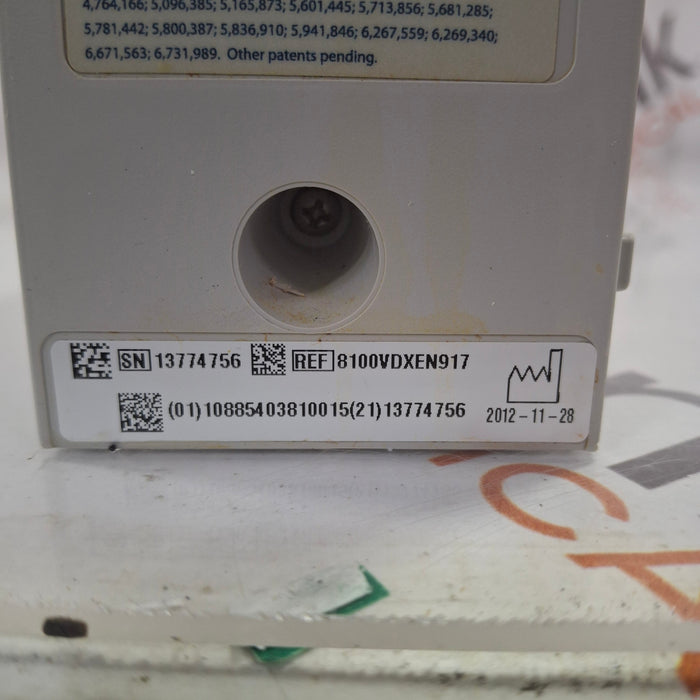 4,764,166; 5,096,385; 5,165,873; 5,601,445; 5,713,856; 5,681,285;
5,781,442; 5,800,387; 5,836,910; 5,941,846; 6,267,559; 6,269,340;
6,671,563; 6,731,989. Other patents pending.
SN 13774756 REF 8100VDXEN917
(01)10885403810015(21)13774756
2012-11-28